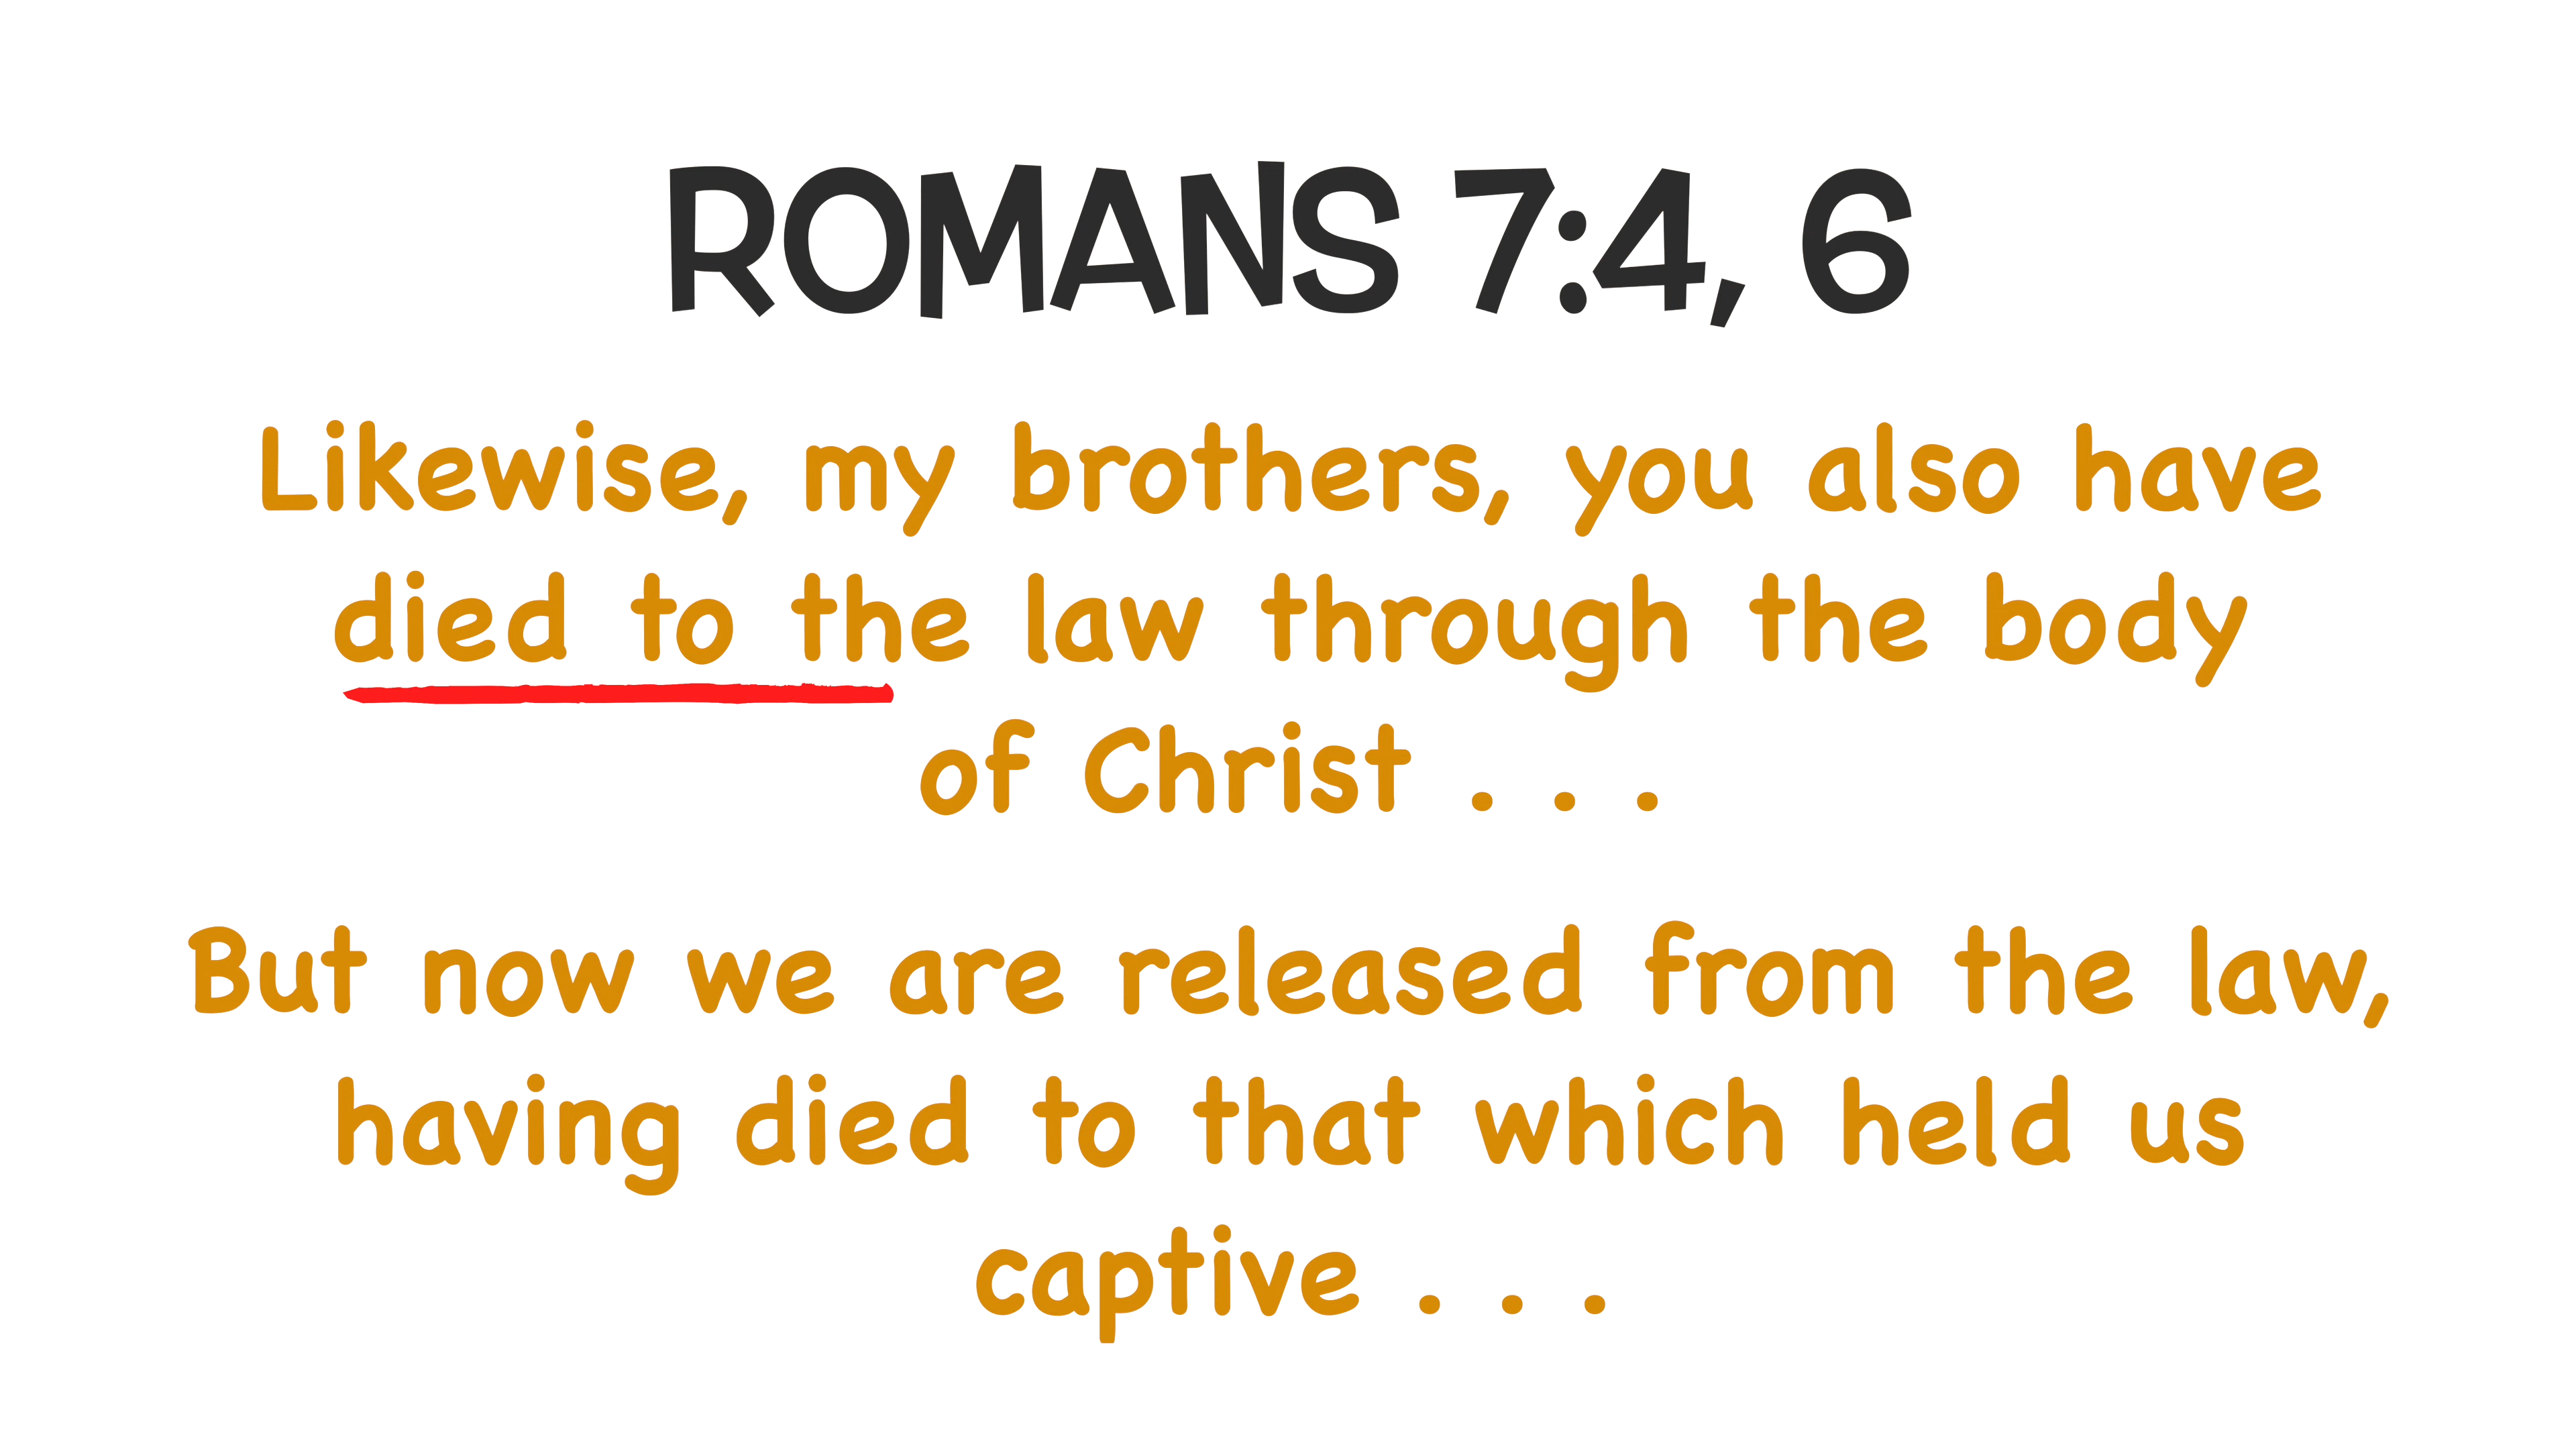 ROMANS 7:4, 6
Likewise, my brothers, you also have
died to the law through the body
of Christ . . .
But now we are released from the law,
having died to that which held us
captive . . .